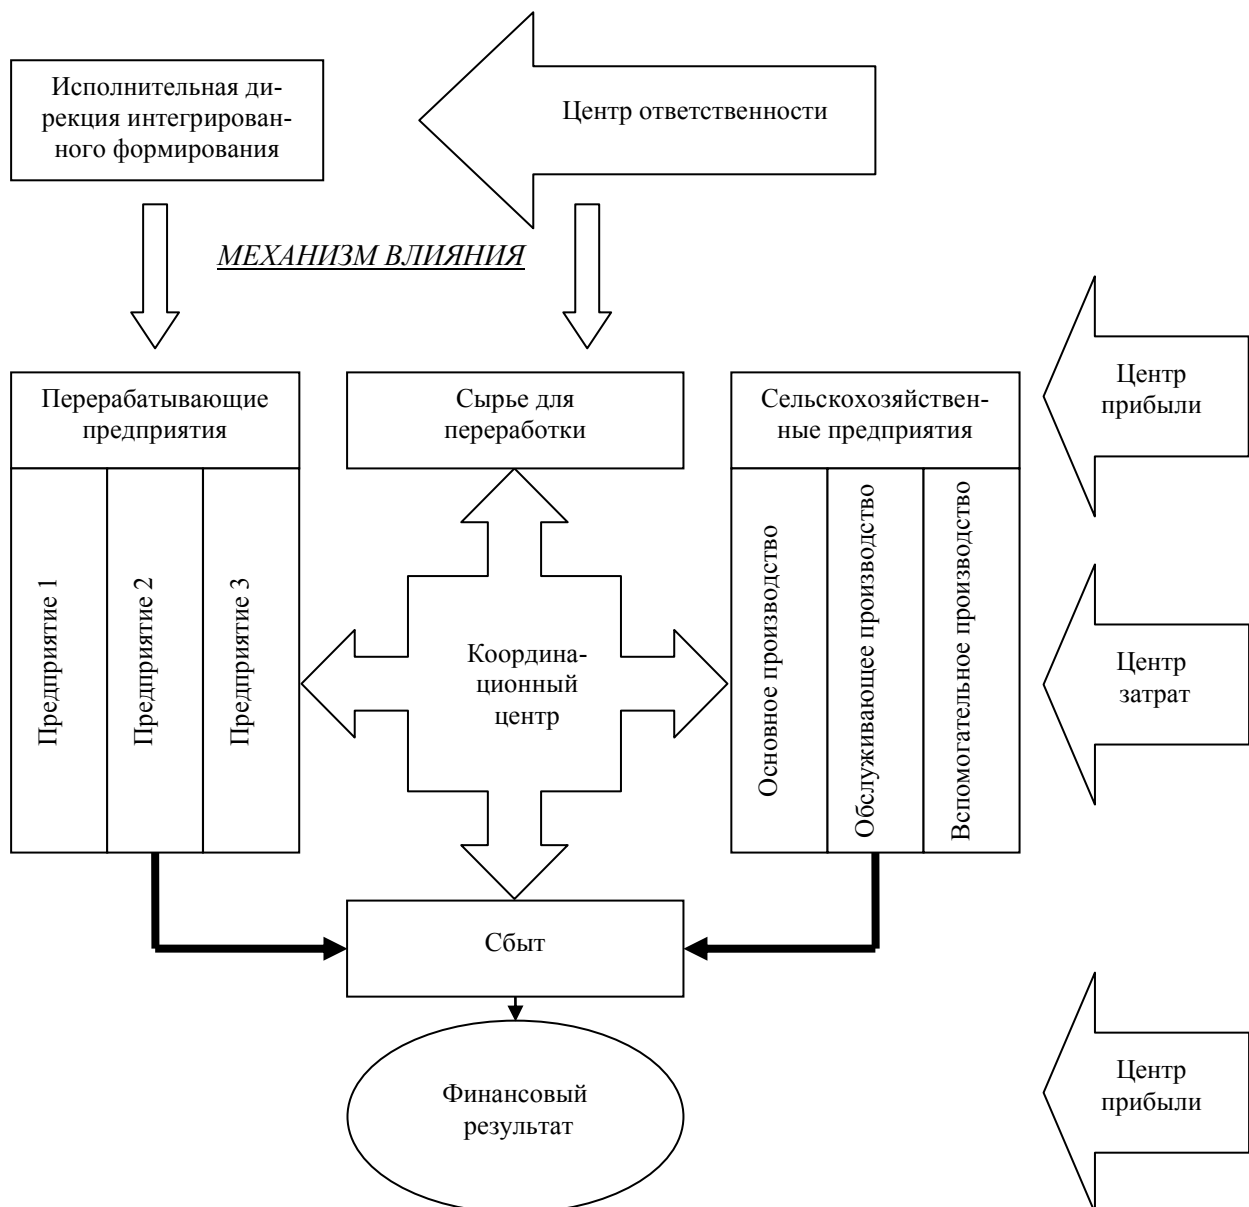 Исполнительная ди-
рекция интегрирован-
ного формирования
Центр ответственности
МЕХАНИЗМ ВЛИЯНИЯ
Перерабатывающие
предприятия
Сырье для
переработки
Сельскохозяйствен-
ные предприятия
Центр
прибыли
Предприятие 1
Предприятие 2
Предприятие 3
Координа-
ционный
центр
Основное производство
Обслуживающее производство
Вспомогательное производство
Центр
затрат
Сбыт
Финансовый
результат
Центр
прибыли